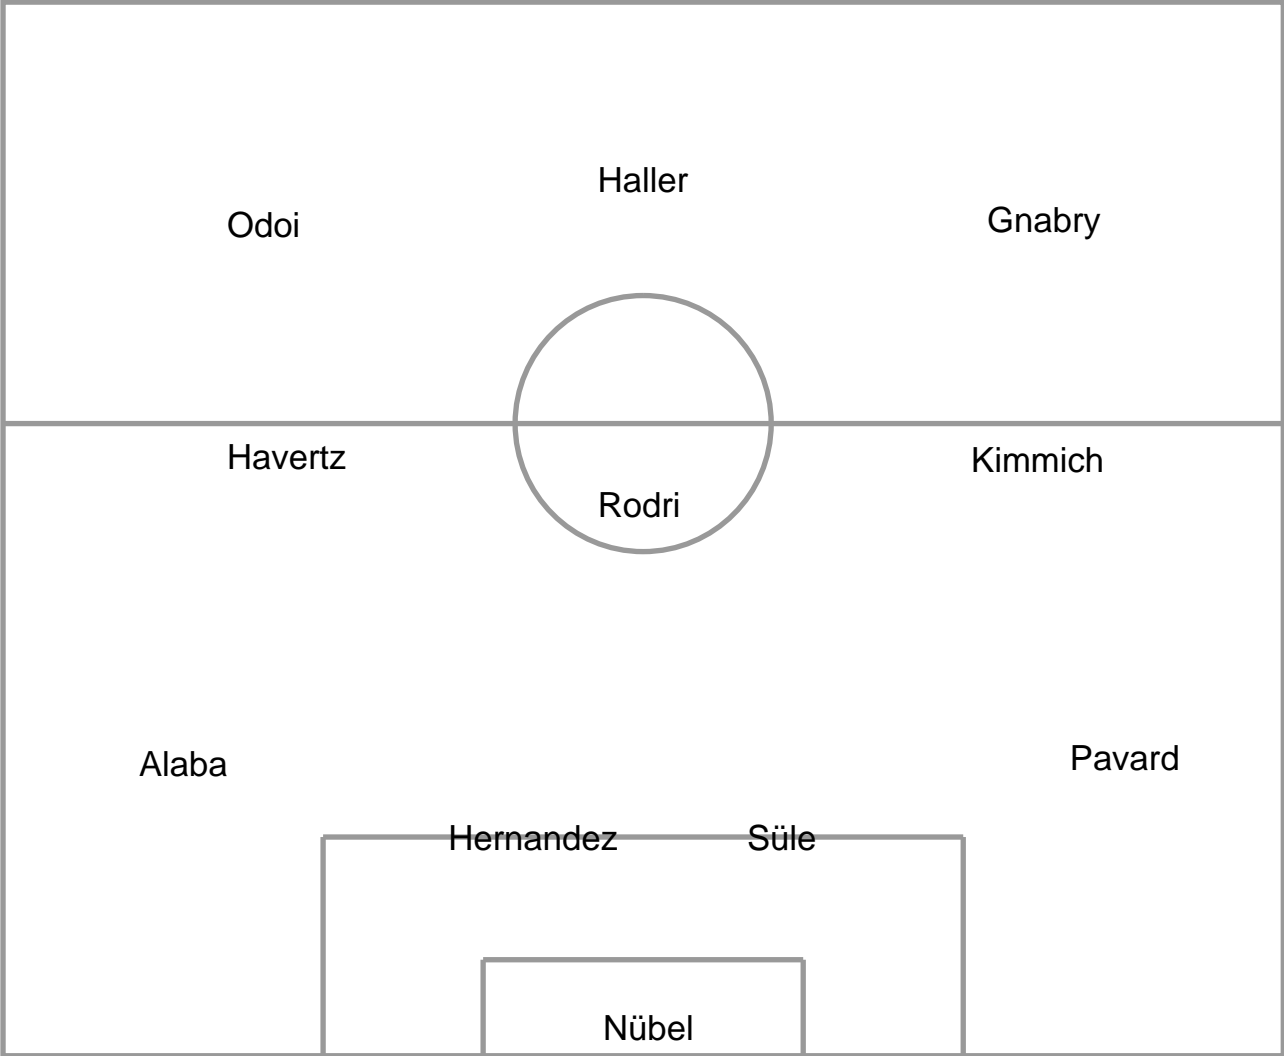 Haller
Odoi
Gnabry
Havertz
Kimmich
Rodri
Alaba
Pavard
Hernandez
Süle
Nübel